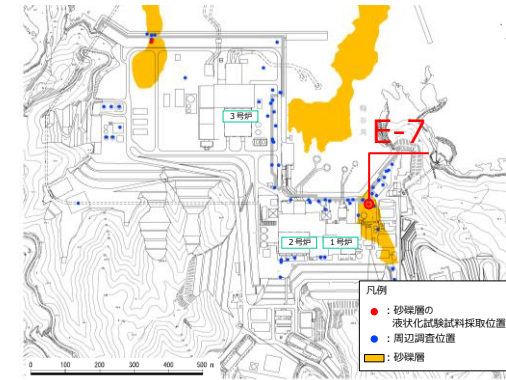 3号炉
E-7
2号炉
1号炉
凡例
：砂礫層の
液状化試験試料採取位置
：周辺調査位置
：砂礫層
0 100 200 300 400 500 m